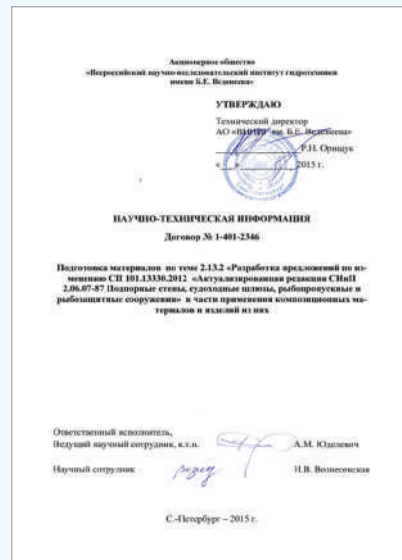 Акционерное общество
«Всероссийский научно-исследовательский институт гидротехники
имени Б.Е. Веденеева»
УТВЕРЖДАЮ
Технический директор
АО «ВНИИГ им. Б.Е. Веденеева»
Р.Н. Орищук
« » 2015 г.
НАУЧНО-ТЕХНИЧЕСКАЯ ИНФОРМАЦИЯ
Договор № 1-401-2346
Подготовка материалов по теме 2.13.2 «Разработка предложений по из-
менению СП 101.13330.2012 «Актуализированная редакция СНиП
2.06.07-87 Подпорные стены, судоходные шлюзы, рыбопропускные и
рыбозащитные сооружения» в части применения композиционных ма-
териалов и изделий из них
Ответственный исполнитель,
Ведущий научный сотрудник, к.т.н. А.М. Юделевич
Научный сотрудник Н.В. Вознесенская
С.-Петербург – 2015 г.